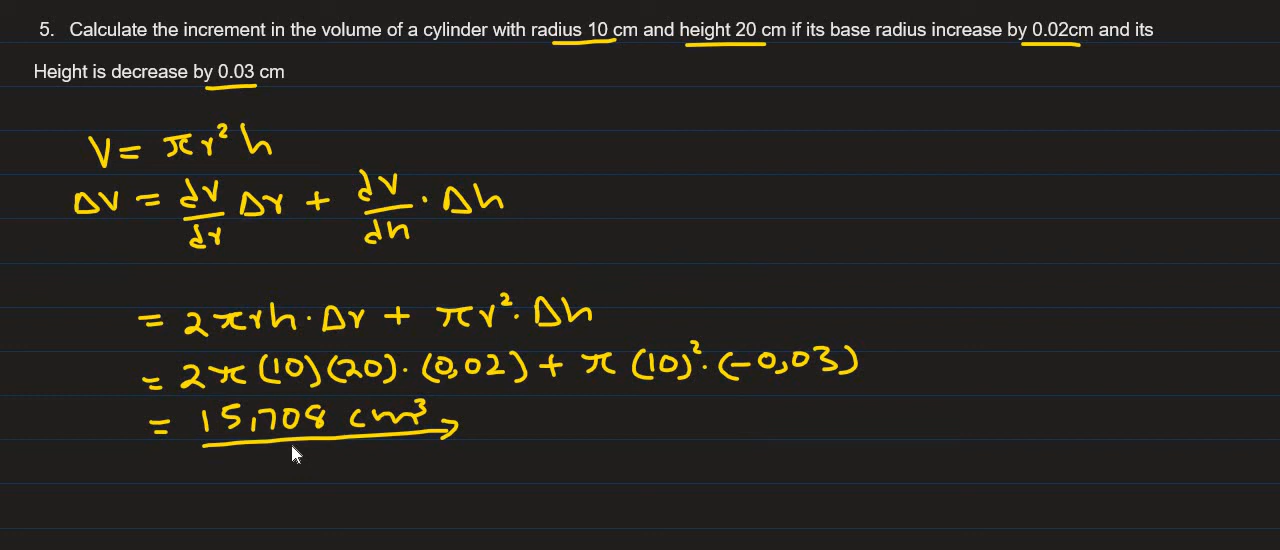 5. Calculate the increment in the volume of a cylinder with radius 10 cm and height 20 cm if its base radius increase by 0.02cm and its
Height is decrease by 0.03 cm
V = πr²h
ΔV = dV/dr Δr + dV/dh · Δh
= 2πrh · Δr + πr² · Δh
= 2π(10)(20) · (0,02) + π(10)² · (-0,03)
= 15,708 cm³